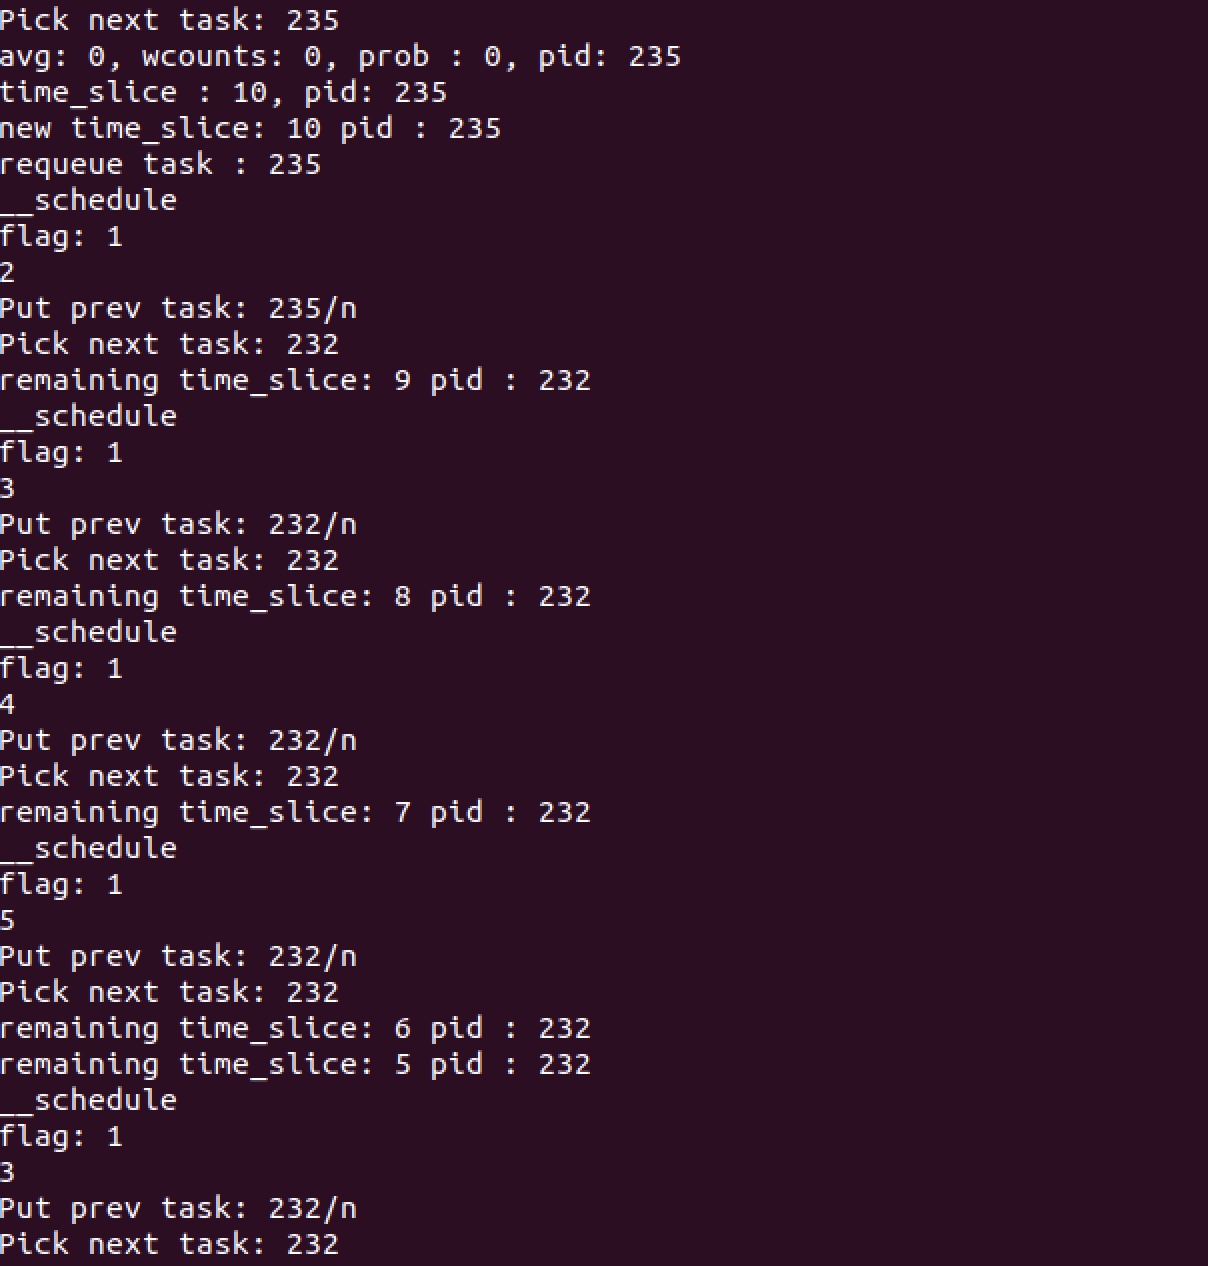 Pick next task: 235
avg: 0, wcounts: 0, prob : 0, pid: 235
time_slice : 10, pid: 235
new time_slice: 10 pid : 235
requeue task : 235
__schedule
flag: 1
2
Put prev task: 235/n
Pick next task: 232
remaining time_slice: 9 pid : 232
__schedule
flag: 1
3
Put prev task: 232/n
Pick next task: 232
remaining time_slice: 8 pid : 232
__schedule
flag: 1
4
Put prev task: 232/n
Pick next task: 232
remaining time_slice: 7 pid : 232
__schedule
flag: 1
5
Put prev task: 232/n
Pick next task: 232
remaining time_slice: 6 pid : 232
remaining time_slice: 5 pid : 232
__schedule
flag: 1
3
Put prev task: 232/n
Pick next task: 232